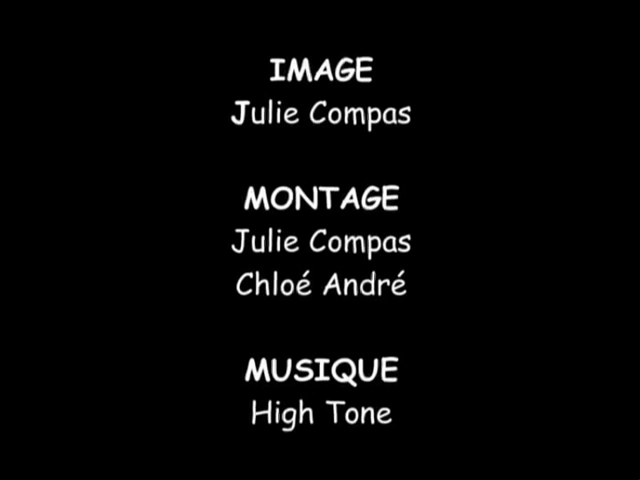 IMAGE
Julie Compas
MONTAGE
Julie Compas
Chloé André
MUSIQUE
High Tone